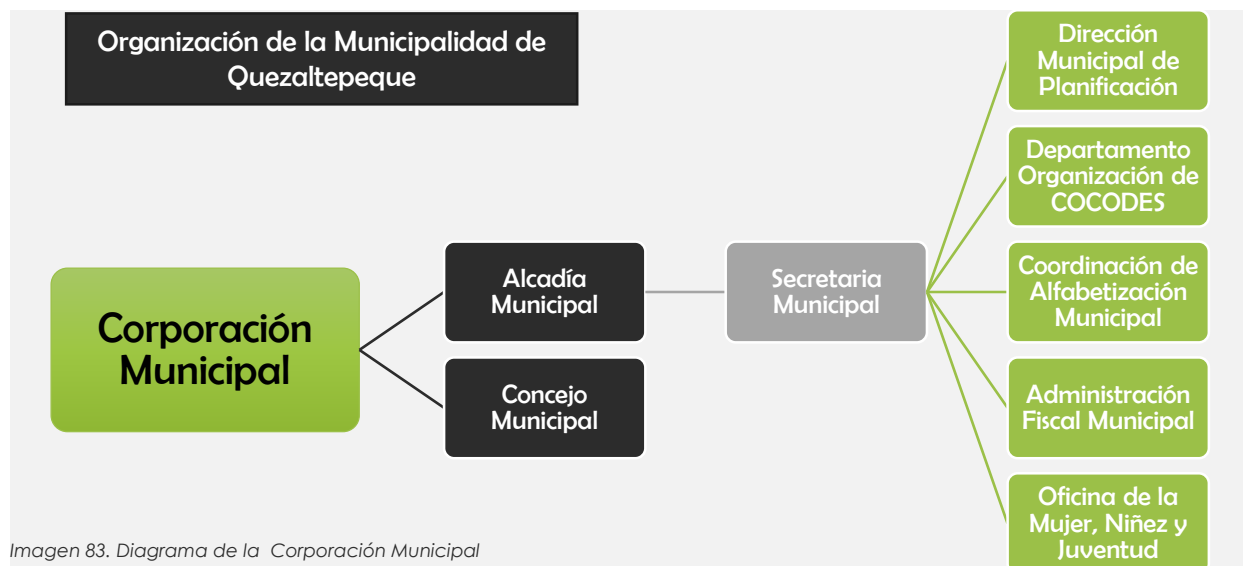 Organización de la Municipalidad de
Quezaltepeque
Corporación
Municipal
Alcadía
Municipal
Concejo
Municipal
Secretaria
Municipal
Dirección
Municipal de
Planificación
Departamento
Organización de
COCODES
Coordinación de
Alfabetización
Municipal
Administración
Fiscal Municipal
Oficina de la
Mujer, Niñez y
Juventud
Imagen 83. Diagrama de la Corporación Municipal